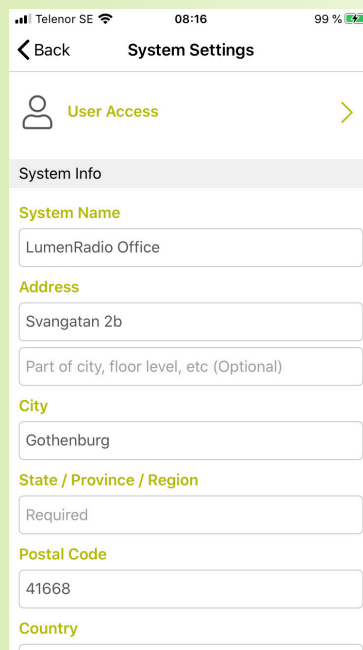 Telenor SE 08:16 99 %
Back System Settings
User Access
System Info
System Name
LumenRadio Office
Address
Svangatan 2b
Part of city, floor level, etc (Optional)
City
Gothenburg
State / Province / Region
Required
Postal Code
41668
Country